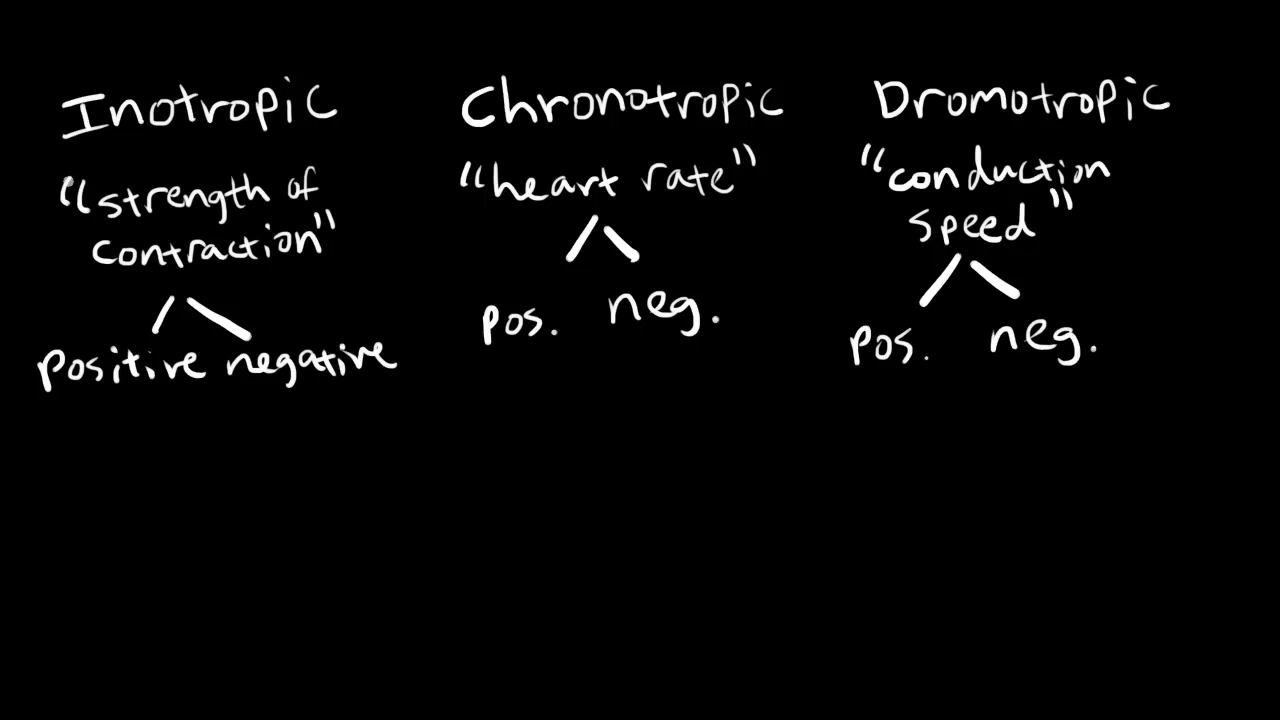 Inotropic
"strength of
contraction"
positive negative
Chronotropic
"heart rate"
pos. neg.
Dromotropic
"conduction
speed"
pos. neg.